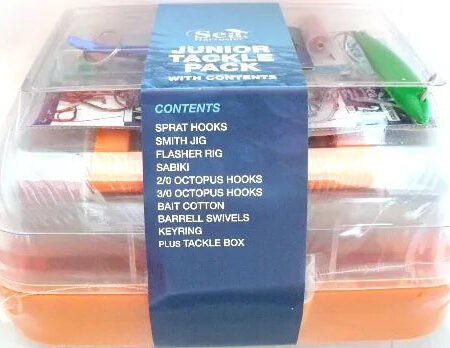 Sea
JUNIOR
TACKLE
PACK
WITH CONTENTS
CONTENTS
SPRAT HOOKS
SMITH JIG
FLASHER RIG
SABIKI
2/0 OCTOPUS HOOKS
3/0 OCTOPUS HOOKS
BAIT COTTON
BARRELL SWIVELS
KEYRING
PLUS TACKLE BOX